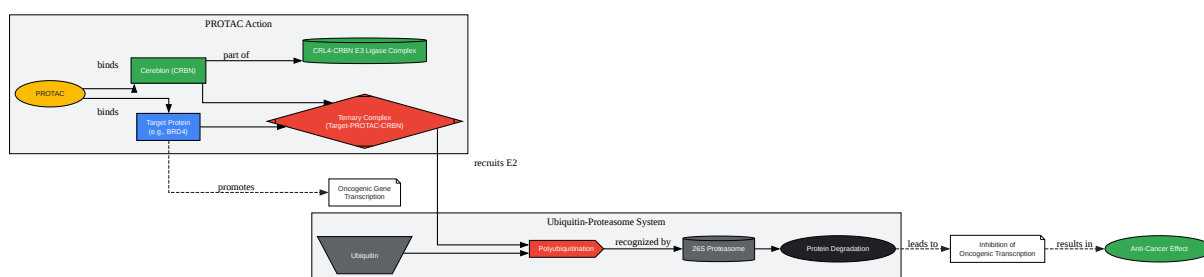 PROTAC Action
CRL4-CRBN E3 Ligase Complex
part of
binds
Cereblon (CRBN)
PROTAC
binds
Target Protein
(e.g., BRD4)
Ternary Complex
(Target-PROTAC-CRBN)
recruits E2
promotes
Oncogenic Gene
Transcription
Ubiquitin-Proteasome System
Ubiquitin
Polyubiquitination
recognized by
26S Proteasome
Protein Degradation
leads to
Inhibition of
Oncogenic Transcription
results in
Anti-Cancer Effect